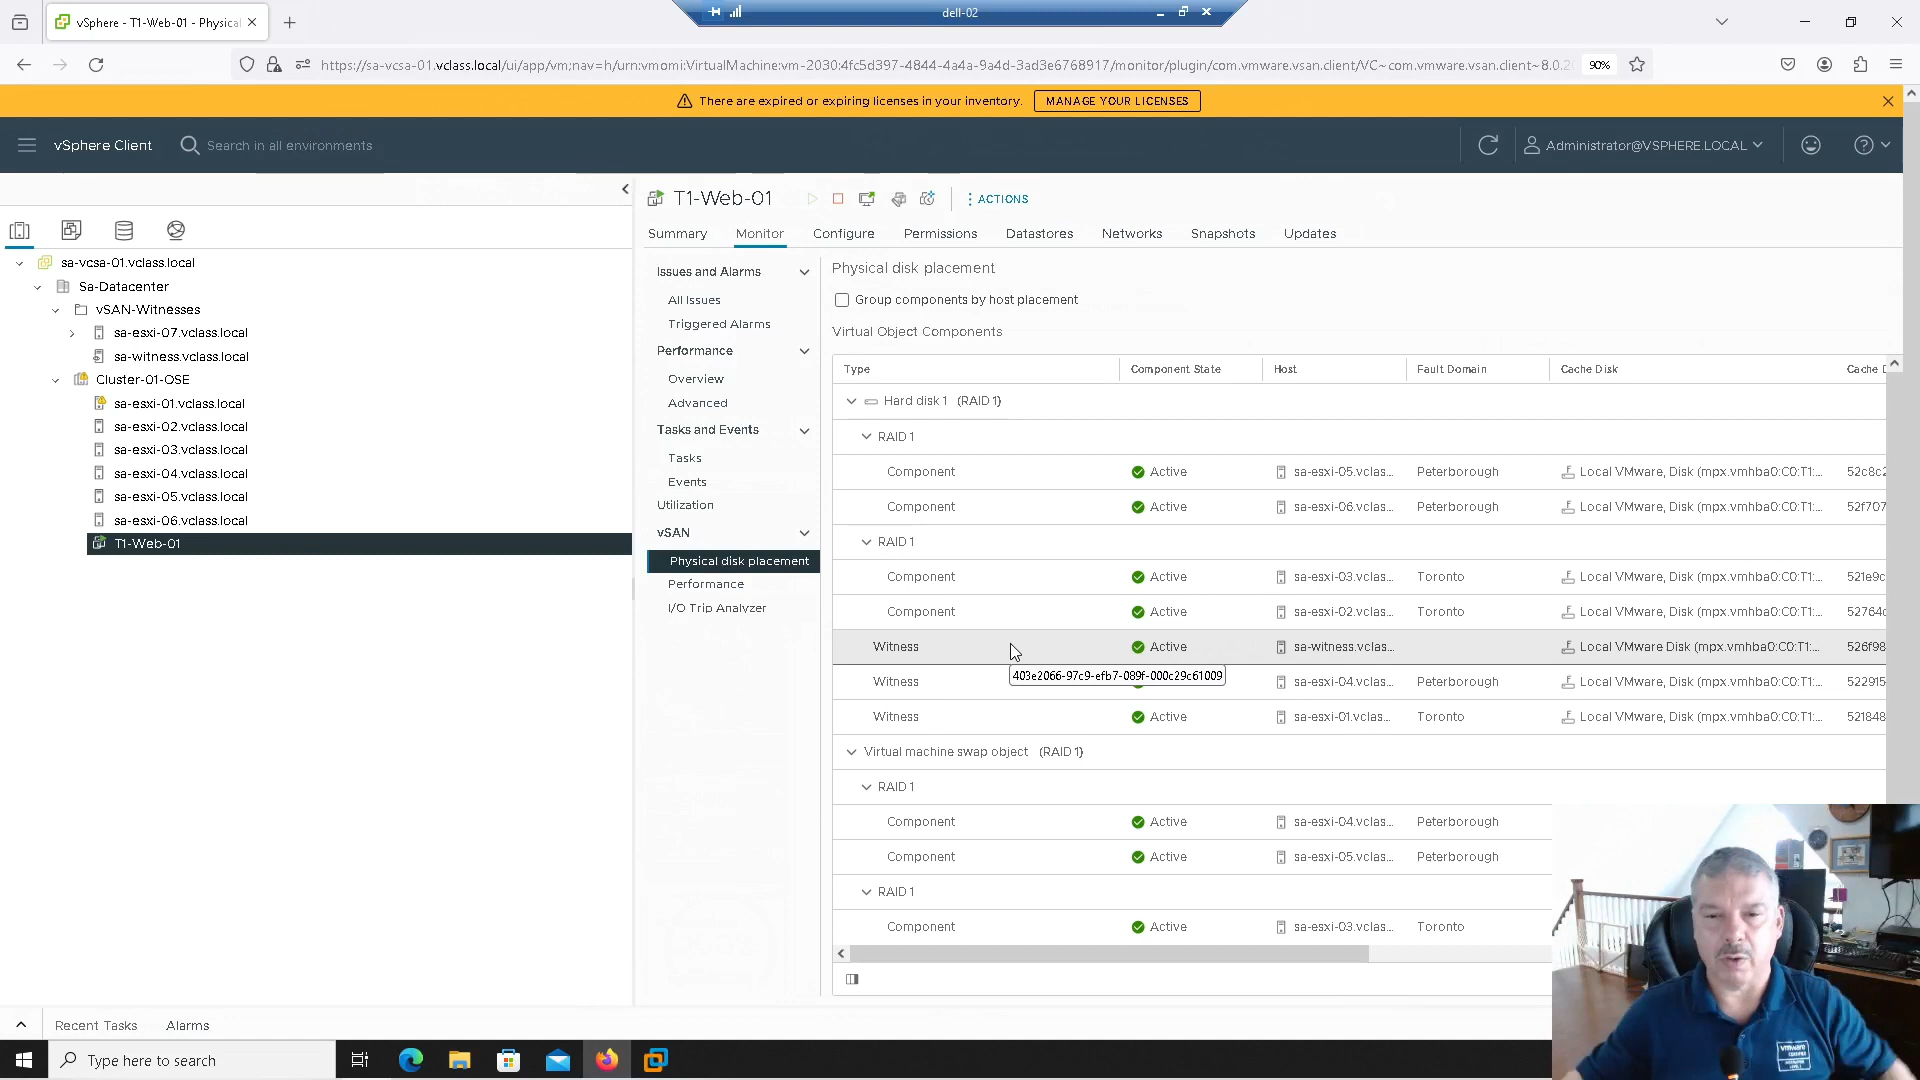 vSphere - T1-Web-01 - Physical
dell-02
https://sa-vcsa-01.vclass.local/ui/app/vm;nav=h/urn:vmomi:VirtualMachine:vm-2030:4fc5d397-4844-4a4a-9a4d-3ad3e6768917/monitor/plugin/com.vmware.vsan.client/VC~com.vmware.vsan.client~8.0.2
90%
There are expired or expiring licenses in your inventory.
MANAGE YOUR LICENSES
vSphere Client
Search in all environments
Administrator@VSPHERE.LOCAL
T1-Web-01
ACTIONS
Summary Monitor Configure Permissions Datastores Networks Snapshots Updates
sa-vcsa-01.vclass.local
Sa-Datacenter
vSAN-Witnesses
sa-esxi-07.vclass.local
sa-witness.vclass.local
Cluster-01-OSE
sa-esxi-01.vclass.local
sa-esxi-02.vclass.local
sa-esxi-03.vclass.local
sa-esxi-04.vclass.local
sa-esxi-05.vclass.local
sa-esxi-06.vclass.local
T1-Web-01
Issues and Alarms
All Issues
Triggered Alarms
Performance
Overview
Advanced
Tasks and Events
Tasks
Events
Utilization
vSAN
Physical disk placement
Performance
I/O Trip Analyzer
Physical disk placement
Group components by host placement
Virtual Object Components
Type Component State Host Fault Domain Cache Disk Cache D
Hard disk 1 (RAID 1)
RAID 1
Component Active sa-esxi-05.vclas... Peterborough Local VMware, Disk (mpx.vmhba0:C0:T1:... 52c8c2
Component Active sa-esxi-06.vclas... Peterborough Local VMware, Disk (mpx.vmhba0:C0:T1:... 52f707
RAID 1
Component Active sa-esxi-03.vclas... Toronto Local VMware, Disk (mpx.vmhba0:C0:T1:... 521e9c
Component Active sa-esxi-02.vclas... Toronto Local VMware, Disk (mpx.vmhba0:C0:T1:...
Witness Active sa-witness.vclas... Local VMware Disk (mpx.vmhba0:C0:T1:... 526f98
403e2066-97c9-efb7-089f-000c29c61009
Witness sa-esxi-04.vclas... Peterborough Local VMware, Disk (mpx.vmhba0:C0:T1:... 522915
Witness Active sa-esxi-01.vclas... Toronto Local VMware, Disk (mpx.vmhba0:C0:T1:... 521848
Virtual machine swap object (RAID 1)
RAID 1
Component Active sa-esxi-04.vclas... Peterborough
Component Active sa-esxi-05.vclas... Peterborough
RAID 1
Component Active sa-esxi-03.vclas... Toronto
Recent Tasks Alarms
Type here to search
vmware